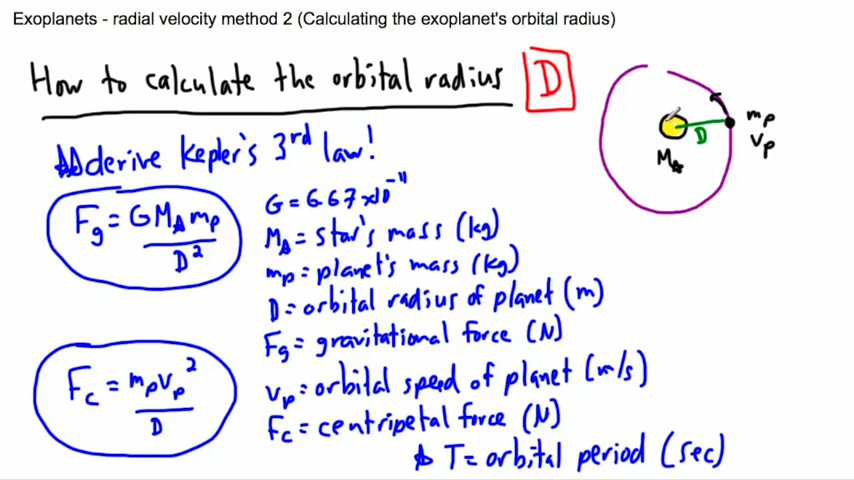 Exoplanets - radial velocity method 2 (Calculating the exoplanet's orbital radius)
How to calculate the orbital radius D
derive Kepler's 3rd law!
Fg = GM☆mp / D²
G = 6.67×10⁻¹¹
M☆ = star's mass (kg)
mp = planet's mass (kg)
D = orbital radius of planet (m)
Fg = gravitational force (N)
Fc = mpvp² / D
vp = orbital speed of planet (m/s)
Fc = centripetal force (N)
T = orbital period (sec)
D
M☆
mp
vp